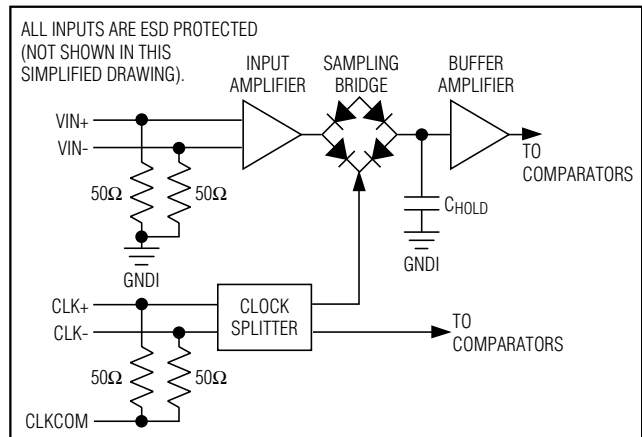 ALL INPUTS ARE ESD PROTECTED
(NOT SHOWN IN THIS
SIMPLIFIED DRAWING).
INPUT
AMPLIFIER
SAMPLING
BRIDGE
BUFFER
AMPLIFIER
VIN+
VIN-
TO
COMPARATORS
50Ω
50Ω
CHOLD
GNDI
GNDI
CLK+
CLK-
CLOCK
SPLITTER
TO
COMPARATORS
50Ω
50Ω
CLKCOM